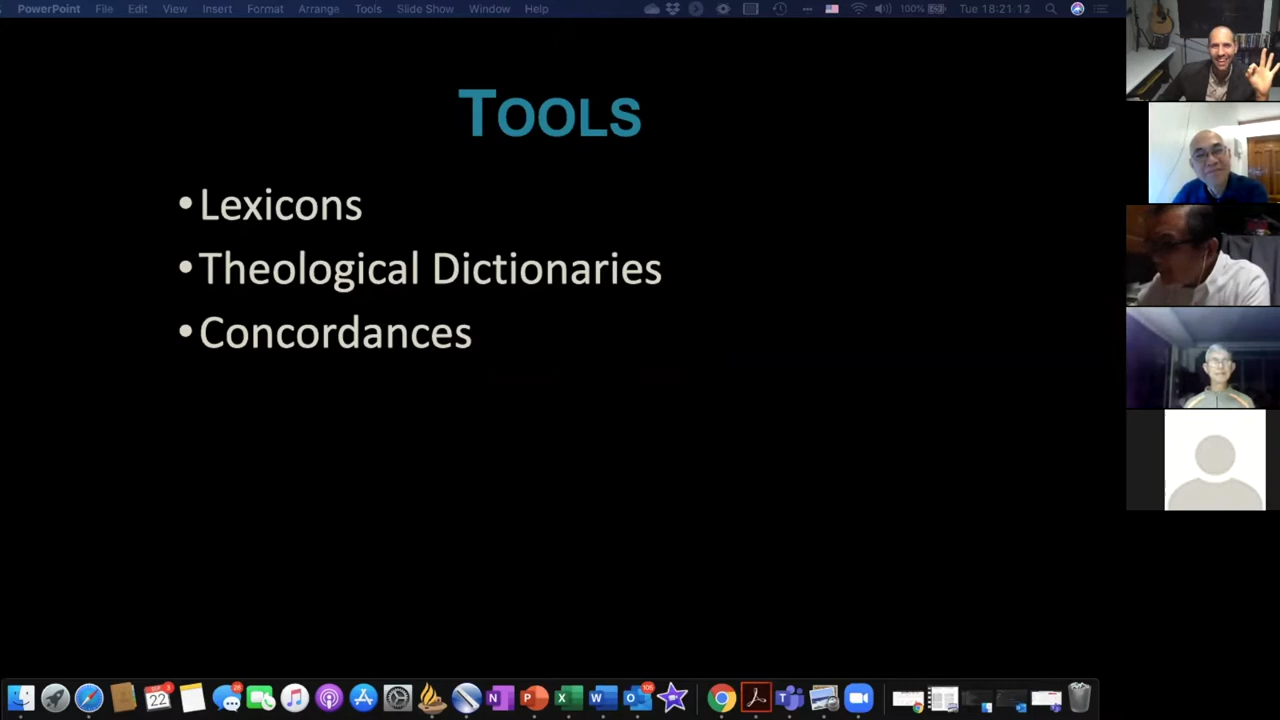 PowerPoint File Edit View Insert Format Arrange Tools Slide Show Window Help 100% Tue 18:21:12
TOOLS
•Lexicons
•Theological Dictionaries
•Concordances
22